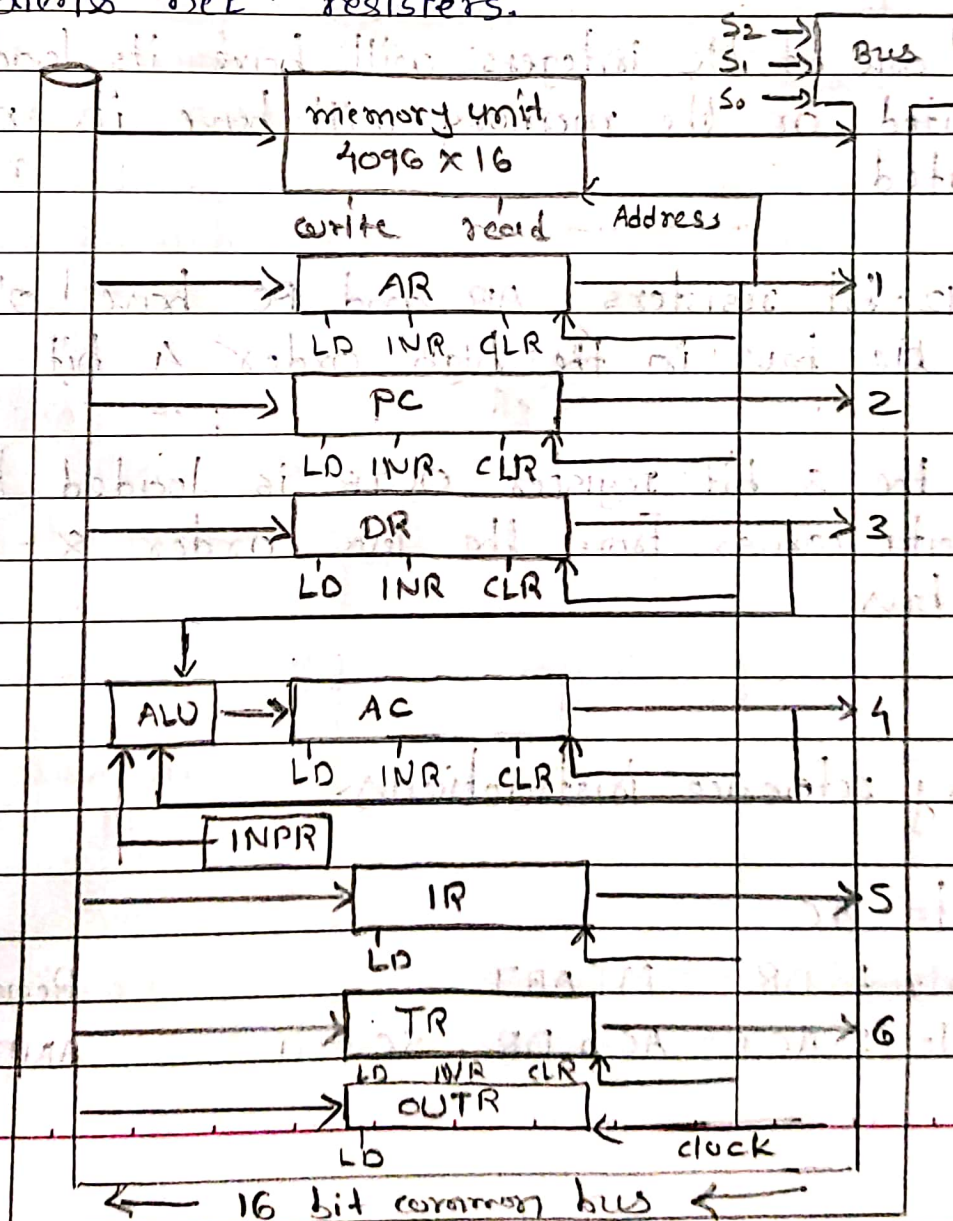 registers.
S2
S1
S0
Bus
memory unit
4096 x 16
write read Address
AR 1
LD INR CLR
PC 2
LD INR CLR
DR 3
LD INR CLR
ALU AC 4
LD INR CLR
INPR
IR 5
LD
TR 6
LD INR CLR
OUTR
LD clock
16 bit common bus